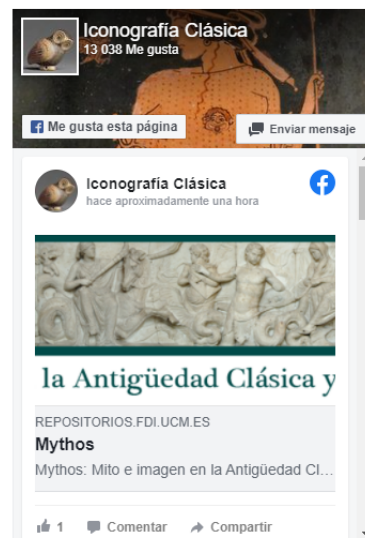 Iconografía Clásica
13 038 Me gusta
Me gusta esta página
Enviar mensaje
Iconografía Clásica
hace aproximadamente una hora
la Antigüedad Clásica y
REPOSITORIOS.FDI.UCM.ES
Mythos
Mythos: Mito e imagen en la Antigüedad Cl...
1 Comentar Compartir